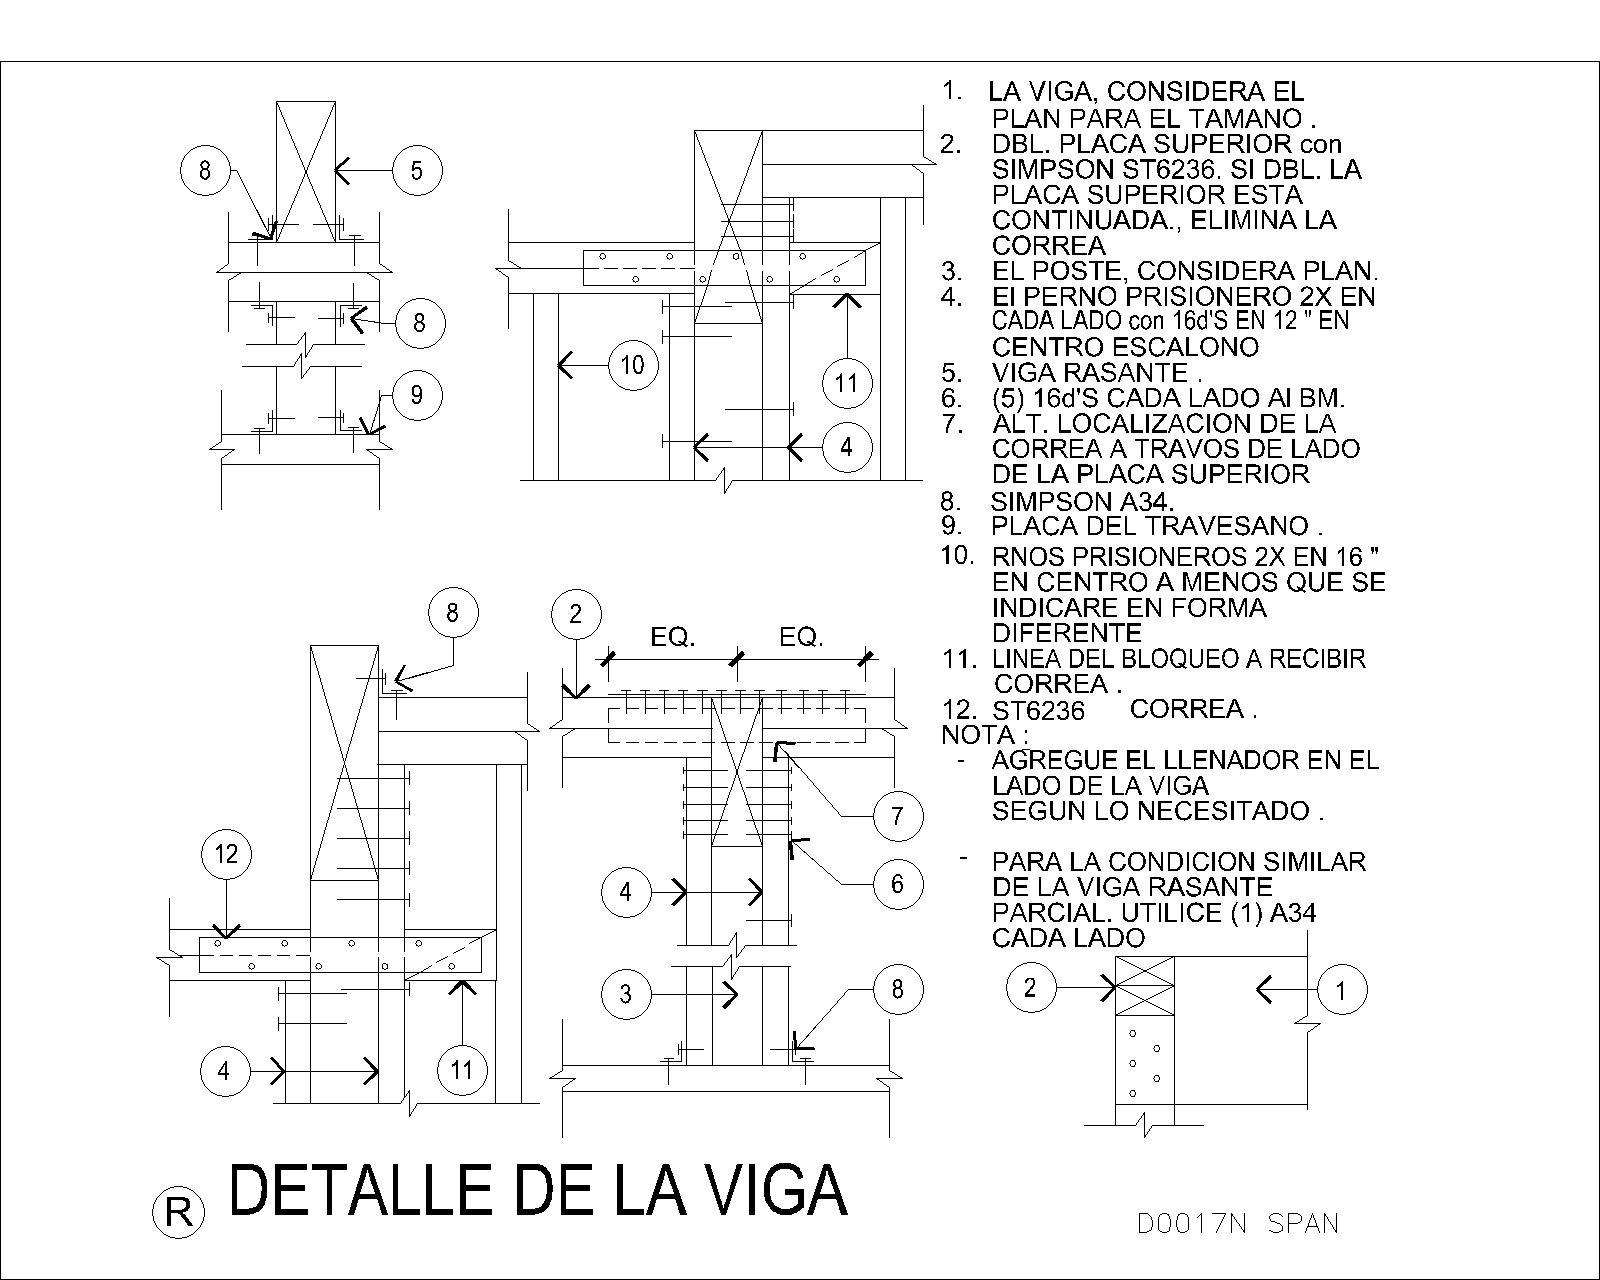 1. LA VIGA, CONSIDERA EL
PLAN PARA EL TAMANO .
2. DBL. PLACA SUPERIOR con
SIMPSON ST6236. SI DBL. LA
PLACA SUPERIOR ESTA
CONTINUADA., ELIMINA LA
CORREA
3. EL POSTE, CONSIDERA PLAN.
4. El PERNO PRISIONERO 2X EN
CADA LADO con 16d'S EN 12 " EN
CENTRO ESCALONO
5. VIGA RASANTE .
6. (5) 16d'S CADA LADO Al BM.
7. ALT. LOCALIZACION DE LA
CORREA A TRAVOS DE LADO
DE LA PLACA SUPERIOR
8. SIMPSON A34.
9. PLACA DEL TRAVESANO .
10. RNOS PRISIONEROS 2X EN 16 "
EN CENTRO A MENOS QUE SE
INDICARE EN FORMA
DIFERENTE
11. LINEA DEL BLOQUEO A RECIBIR
CORREA .
12. ST6236 CORREA .
NOTA :
- AGREGUE EL LLENADOR EN EL
LADO DE LA VIGA
SEGUN LO NECESITADO .
- PARA LA CONDICION SIMILAR
DE LA VIGA RASANTE
PARCIAL. UTILICE (1) A34
CADA LADO
8
5
8
9
10
11
4
8
12
4
11
2
EQ. EQ.
7
6
4
3
8
2
1
R DETALLE DE LA VIGA
D0017N SPAN